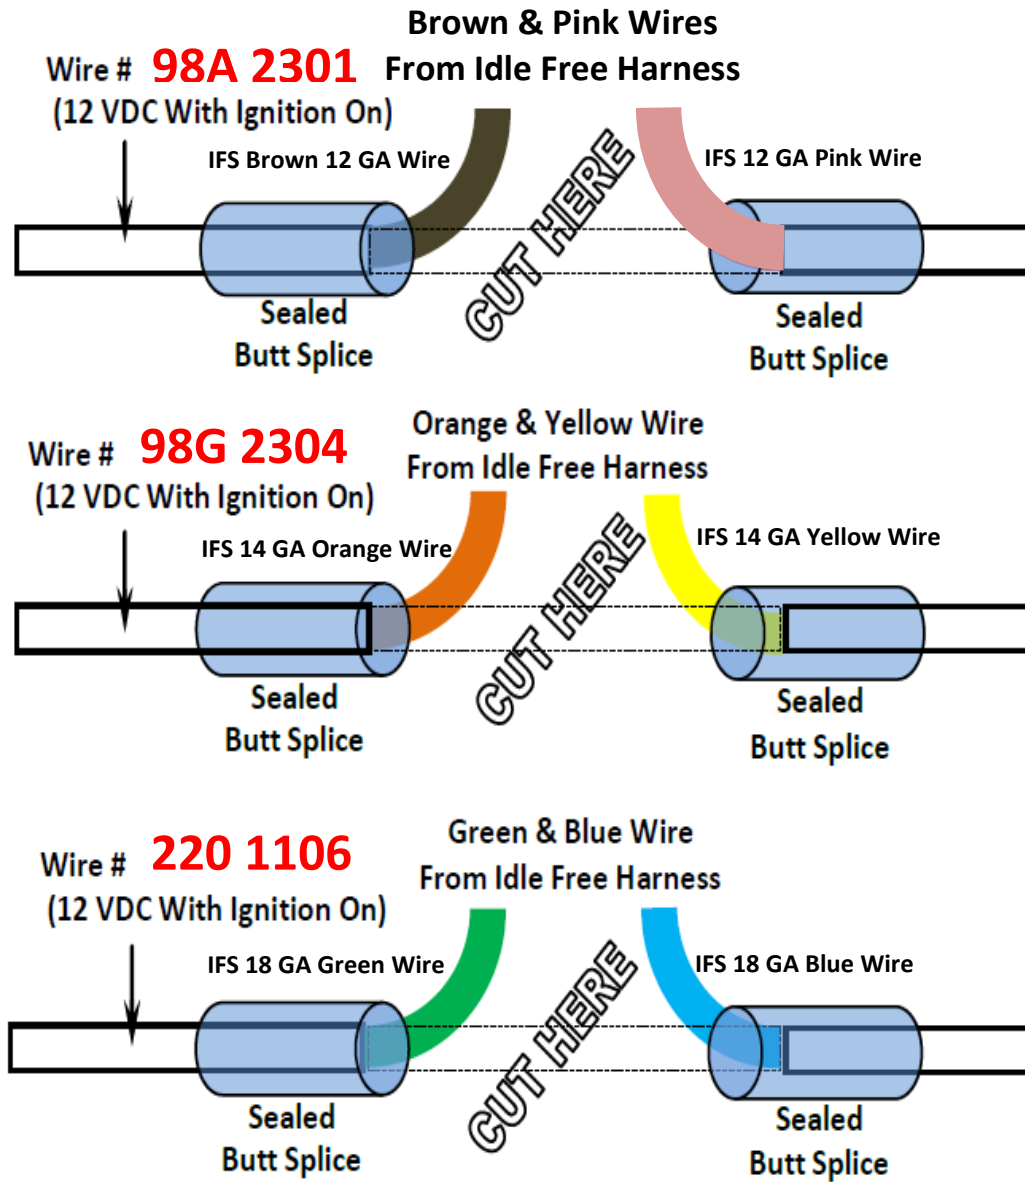 Brown & Pink Wires
From Idle Free Harness
Wire # 98A 2301
(12 VDC With Ignition On)
IFS Brown 12 GA Wire
IFS 12 GA Pink Wire
CUT HERE
Sealed
Butt Splice
Sealed
Butt Splice
Orange & Yellow Wire
From Idle Free Harness
Wire # 98G 2304
(12 VDC With Ignition On)
IFS 14 GA Orange Wire
IFS 14 GA Yellow Wire
CUT HERE
Sealed
Butt Splice
Sealed
Butt Splice
Green & Blue Wire
From Idle Free Harness
Wire # 220 1106
(12 VDC With Ignition On)
IFS 18 GA Green Wire
IFS 18 GA Blue Wire
CUT HERE
Sealed
Butt Splice
Sealed
Butt Splice